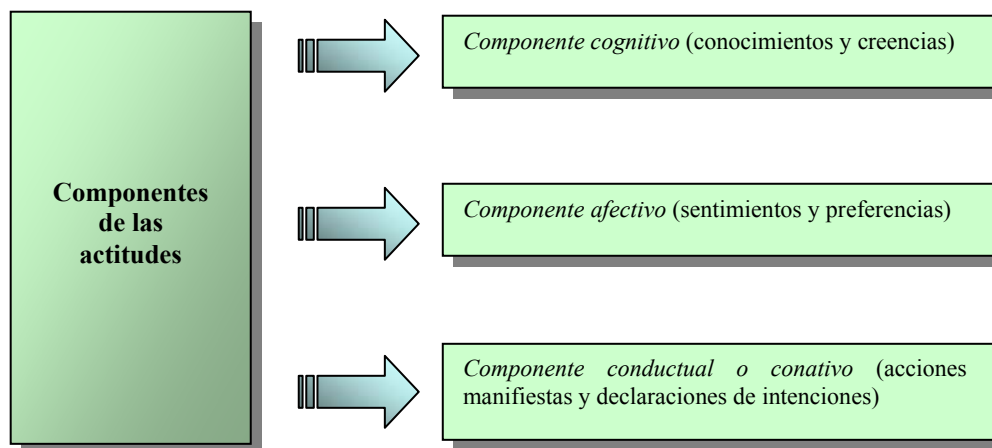 Componentes
de las
actitudes
Componente cognitivo (conocimientos y creencias)
Componente afectivo (sentimientos y preferencias)
Componente conductual o conativo (acciones
manifiestas y declaraciones de intenciones)